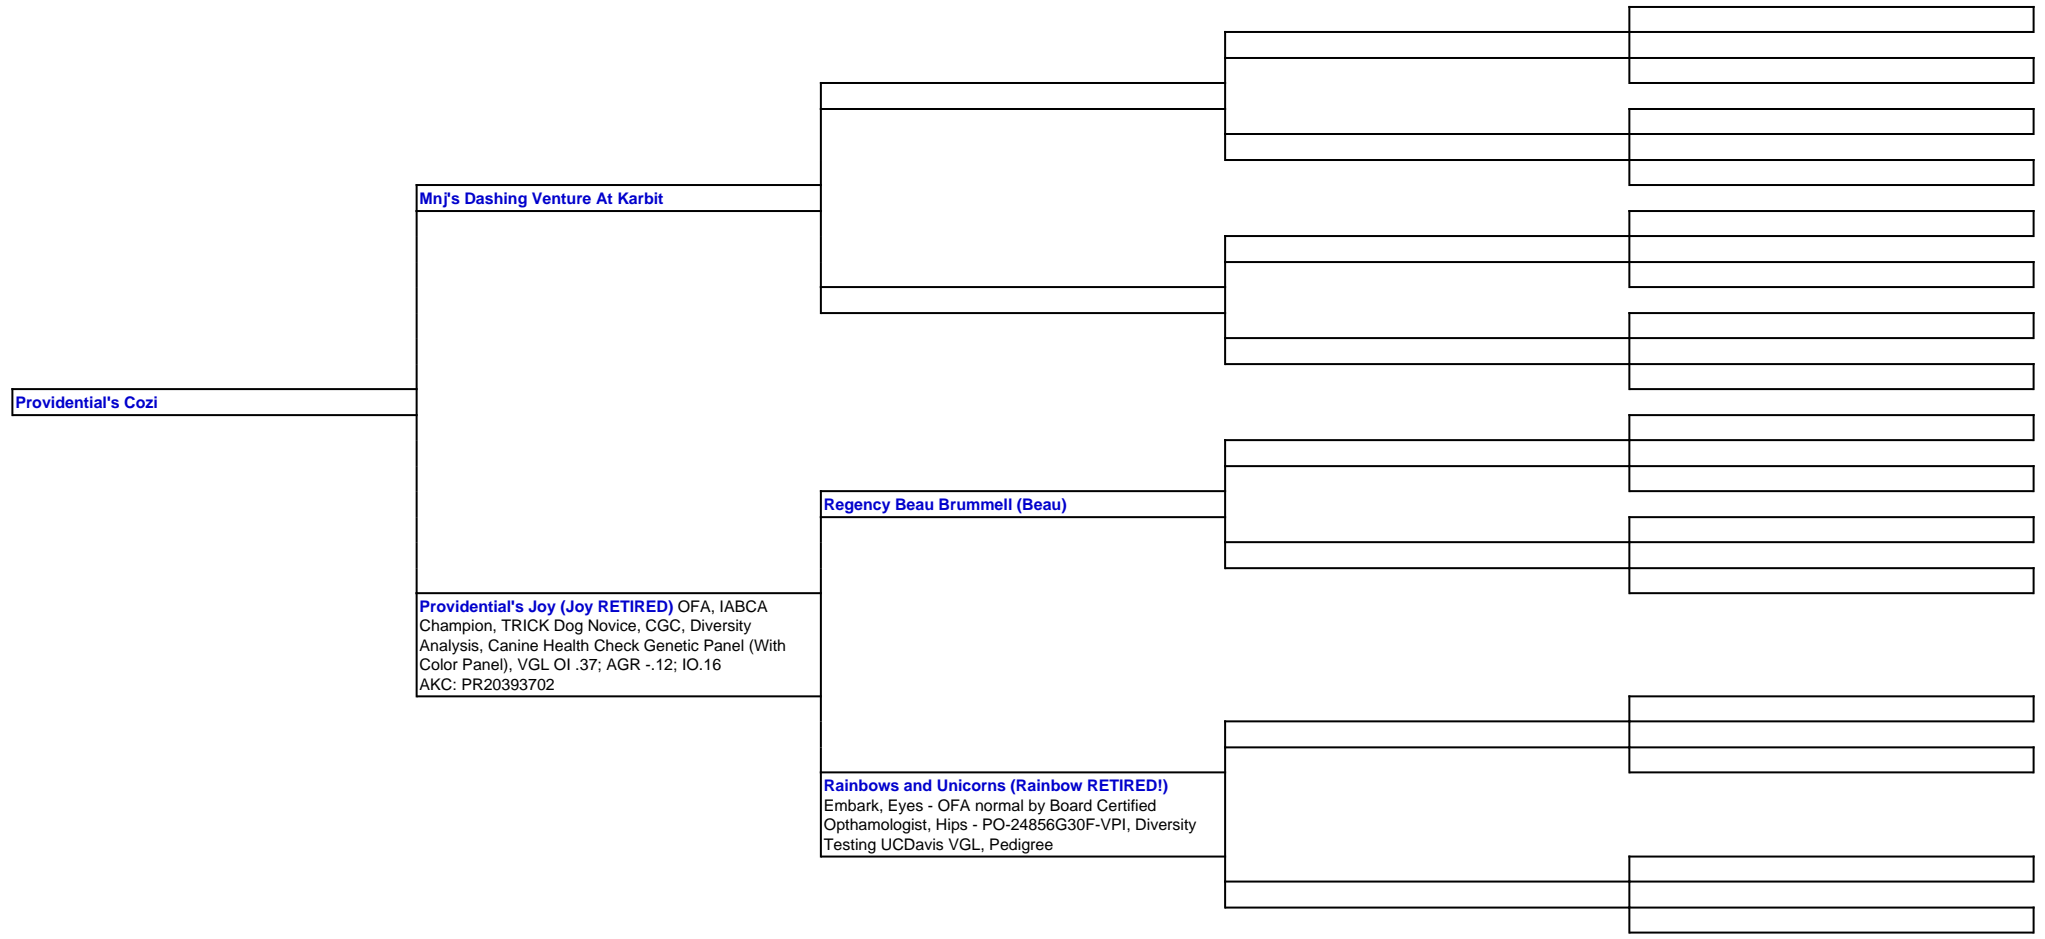 Mnj's Dashing Venture At Karbit
Providential's Cozi
Regency Beau Brummell (Beau)
Providential's Joy (Joy RETIRED) OFA, IABCA
Champion, TRICK Dog Novice, CGC, Diversity
Analysis, Canine Health Check Genetic Panel (With
Color Panel), VGL OI .37; AGR -.12; IO.16
AKC: PR20393702
Rainbows and Unicorns (Rainbow RETIRED!)
Embark, Eyes - OFA normal by Board Certified
Opthamologist, Hips - PO-24856G30F-VPI, Diversity
Testing UCDavis VGL, Pedigree